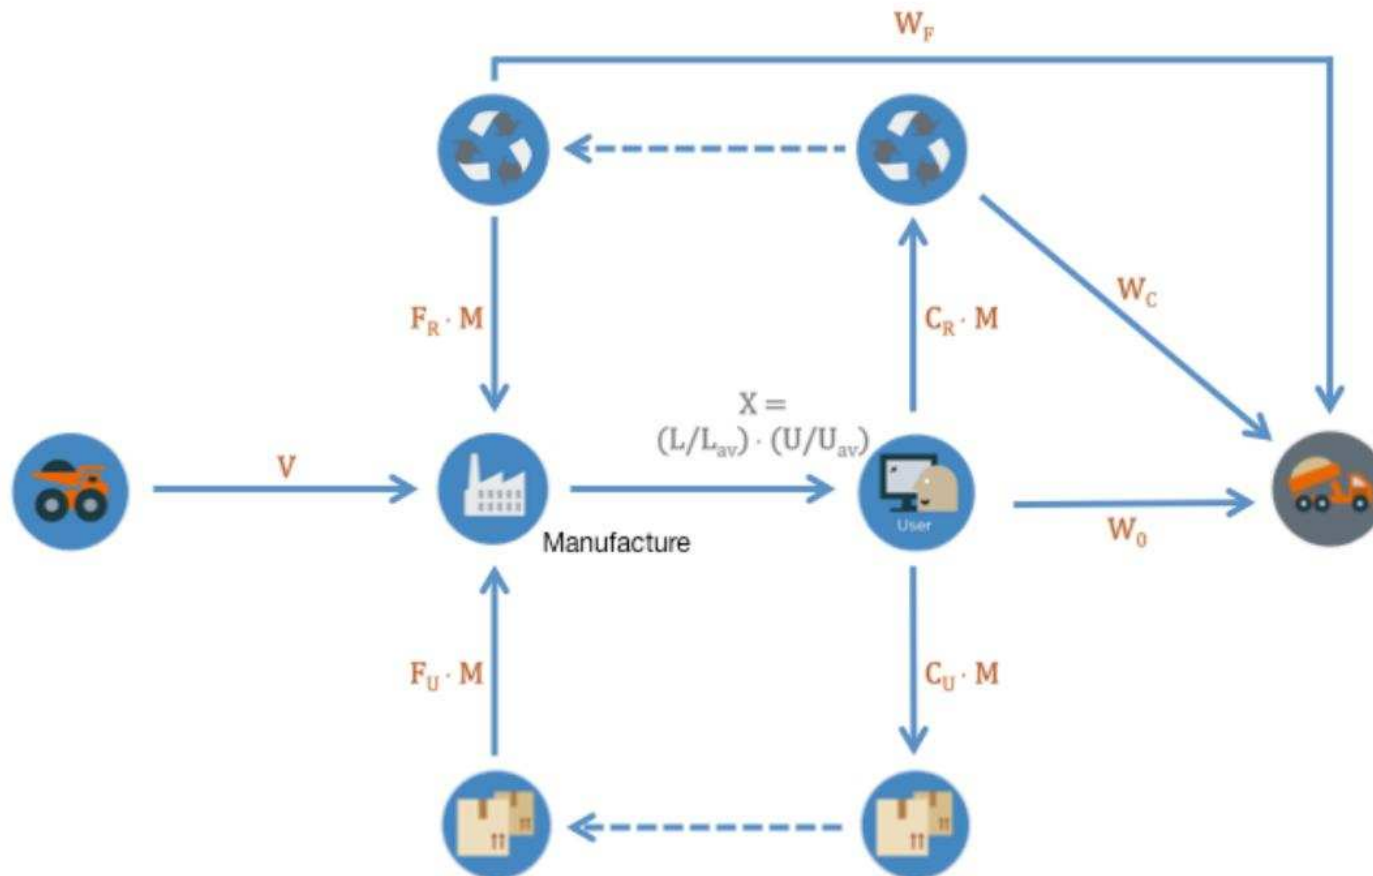 W_F
F_R · M
C_R · M
W_C
X =
(L/L_av) · (U/U_av)
V
User
Manufacture
W_0
F_U · M
C_U · M